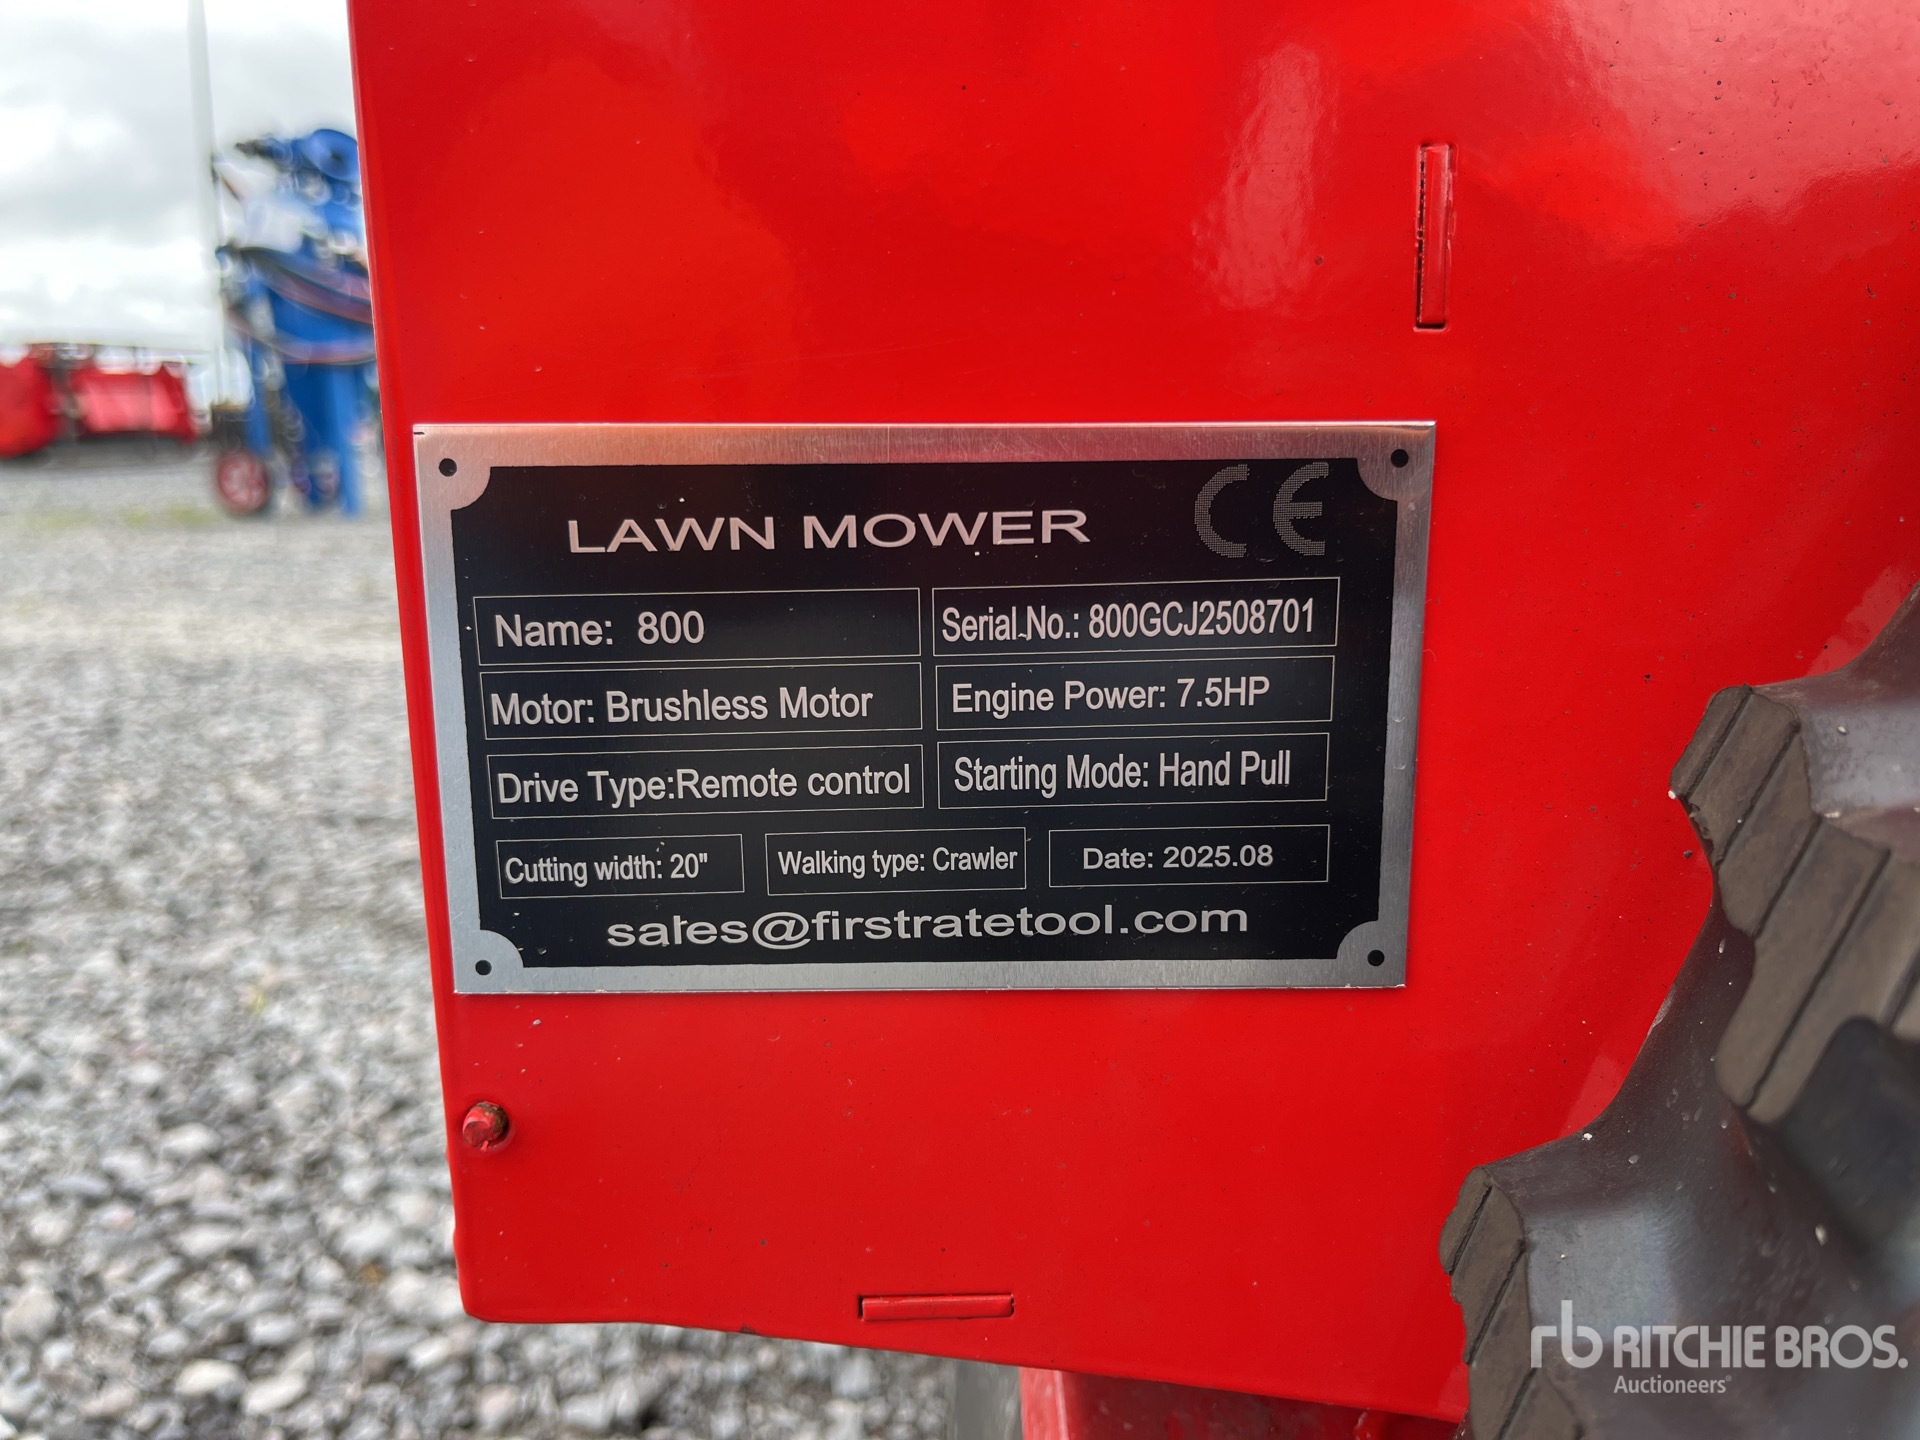 LAWN MOWER CE
Name: 800 Serial No.: 800GCJ2508701
Motor: Brushless Motor Engine Power: 7.5HP
Drive Type:Remote control Starting Mode: Hand Pull
Cutting width: 20" Walking type: Crawler Date: 2025.08
sales@firstratetool.com
rb RITCHIE BROS.
Auctioneers